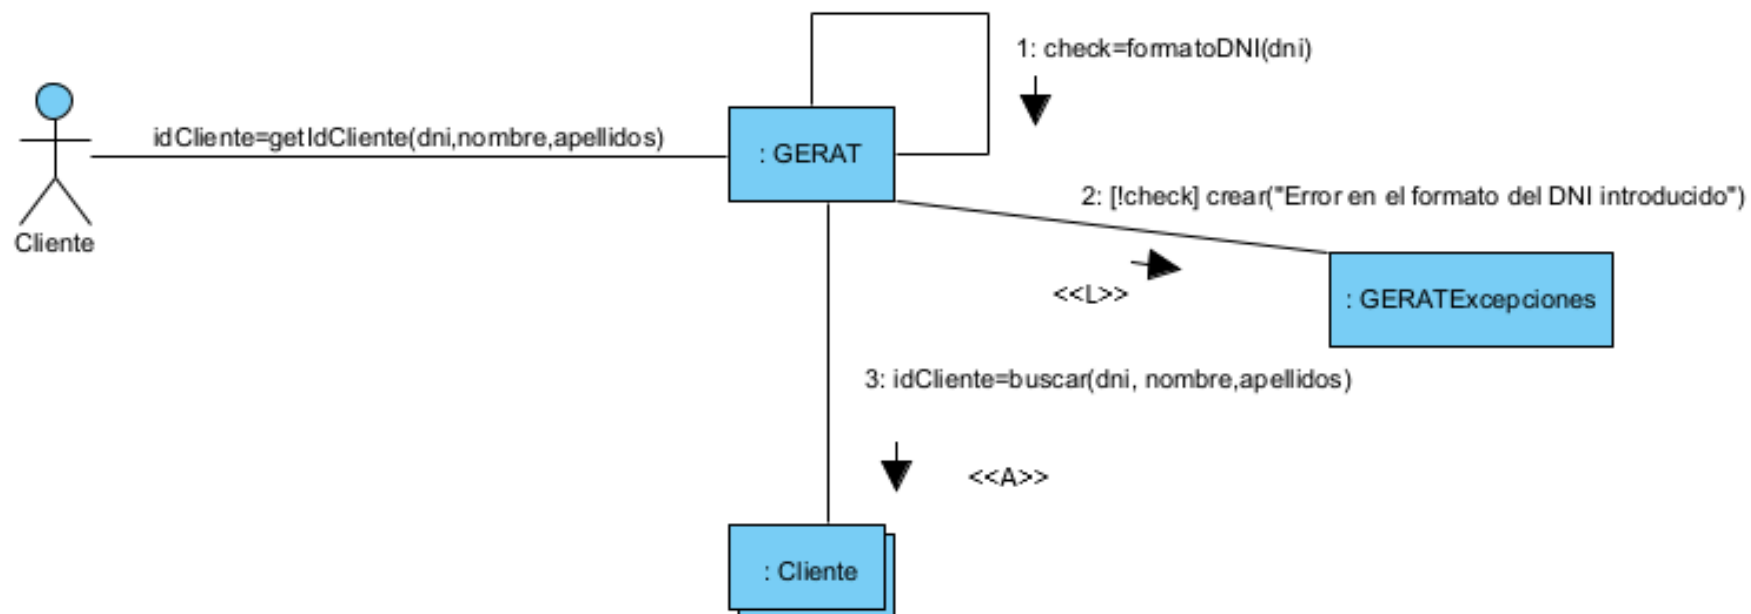 1: check=formatoDNI(dni)
idCliente=getIdCliente(dni,nombre,apellidos)
: GERAT
2: [!check] crear("Error en el formato del DNI introducido")
Cliente
<<L>>
: GERATExcepciones
3: idCliente=buscar(dni, nombre,apellidos)
<<A>>
: Cliente